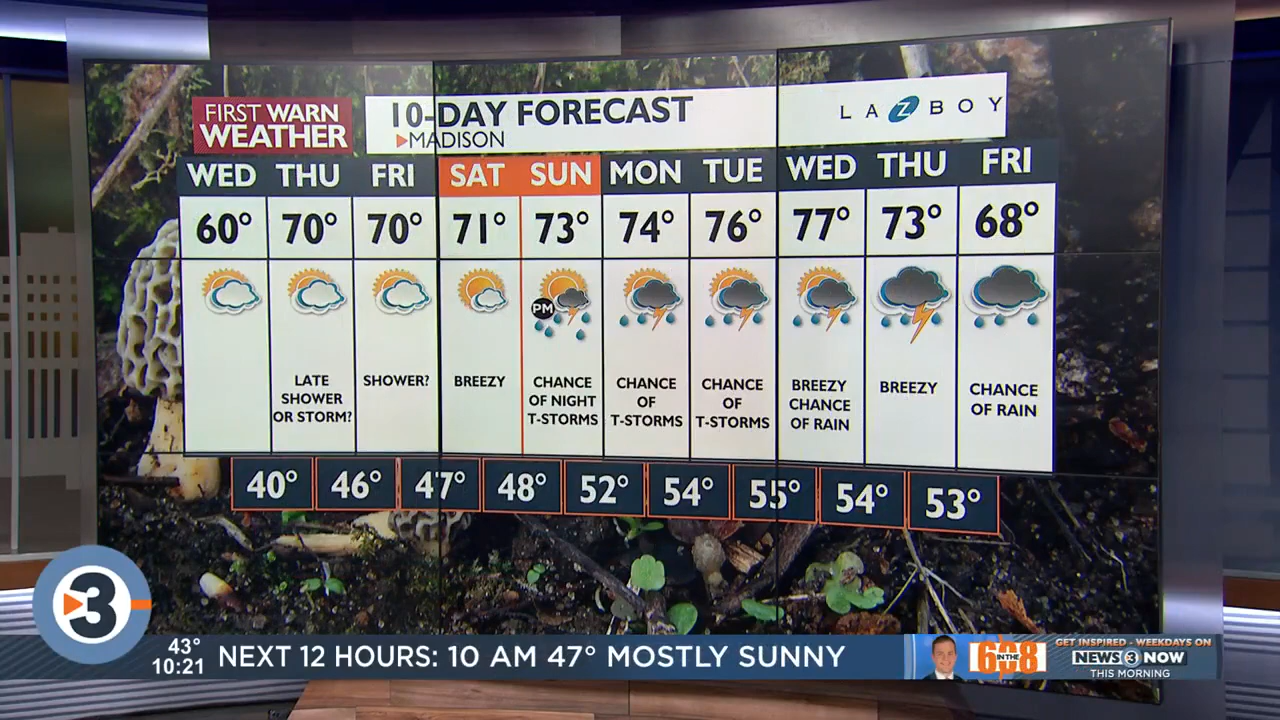 FIRST WARN
WEATHER
10-DAY FORECAST
MADISON
LA Z BOY
WED THU FRI SAT SUN MON TUE WED THU FRI
60° 70° 70° 71° 73° 74° 76° 77° 73° 68°
PM
LATE
SHOWER
OR STORM?
SHOWER?
BREEZY
CHANCE
OF NIGHT
T-STORMS
CHANCE
OF
T-STORMS
CHANCE
OF
T-STORMS
BREEZY
CHANCE
OF RAIN
BREEZY
CHANCE
OF RAIN
40° 46° 47° 48° 52° 54° 55° 54° 53°
3
43°
10:21
NEXT 12 HOURS: 10 AM 47° MOSTLY SUNNY
608
IN THE
GET INSPIRED - WEEKDAYS ON
NEWS 3 NOW
THIS MORNING